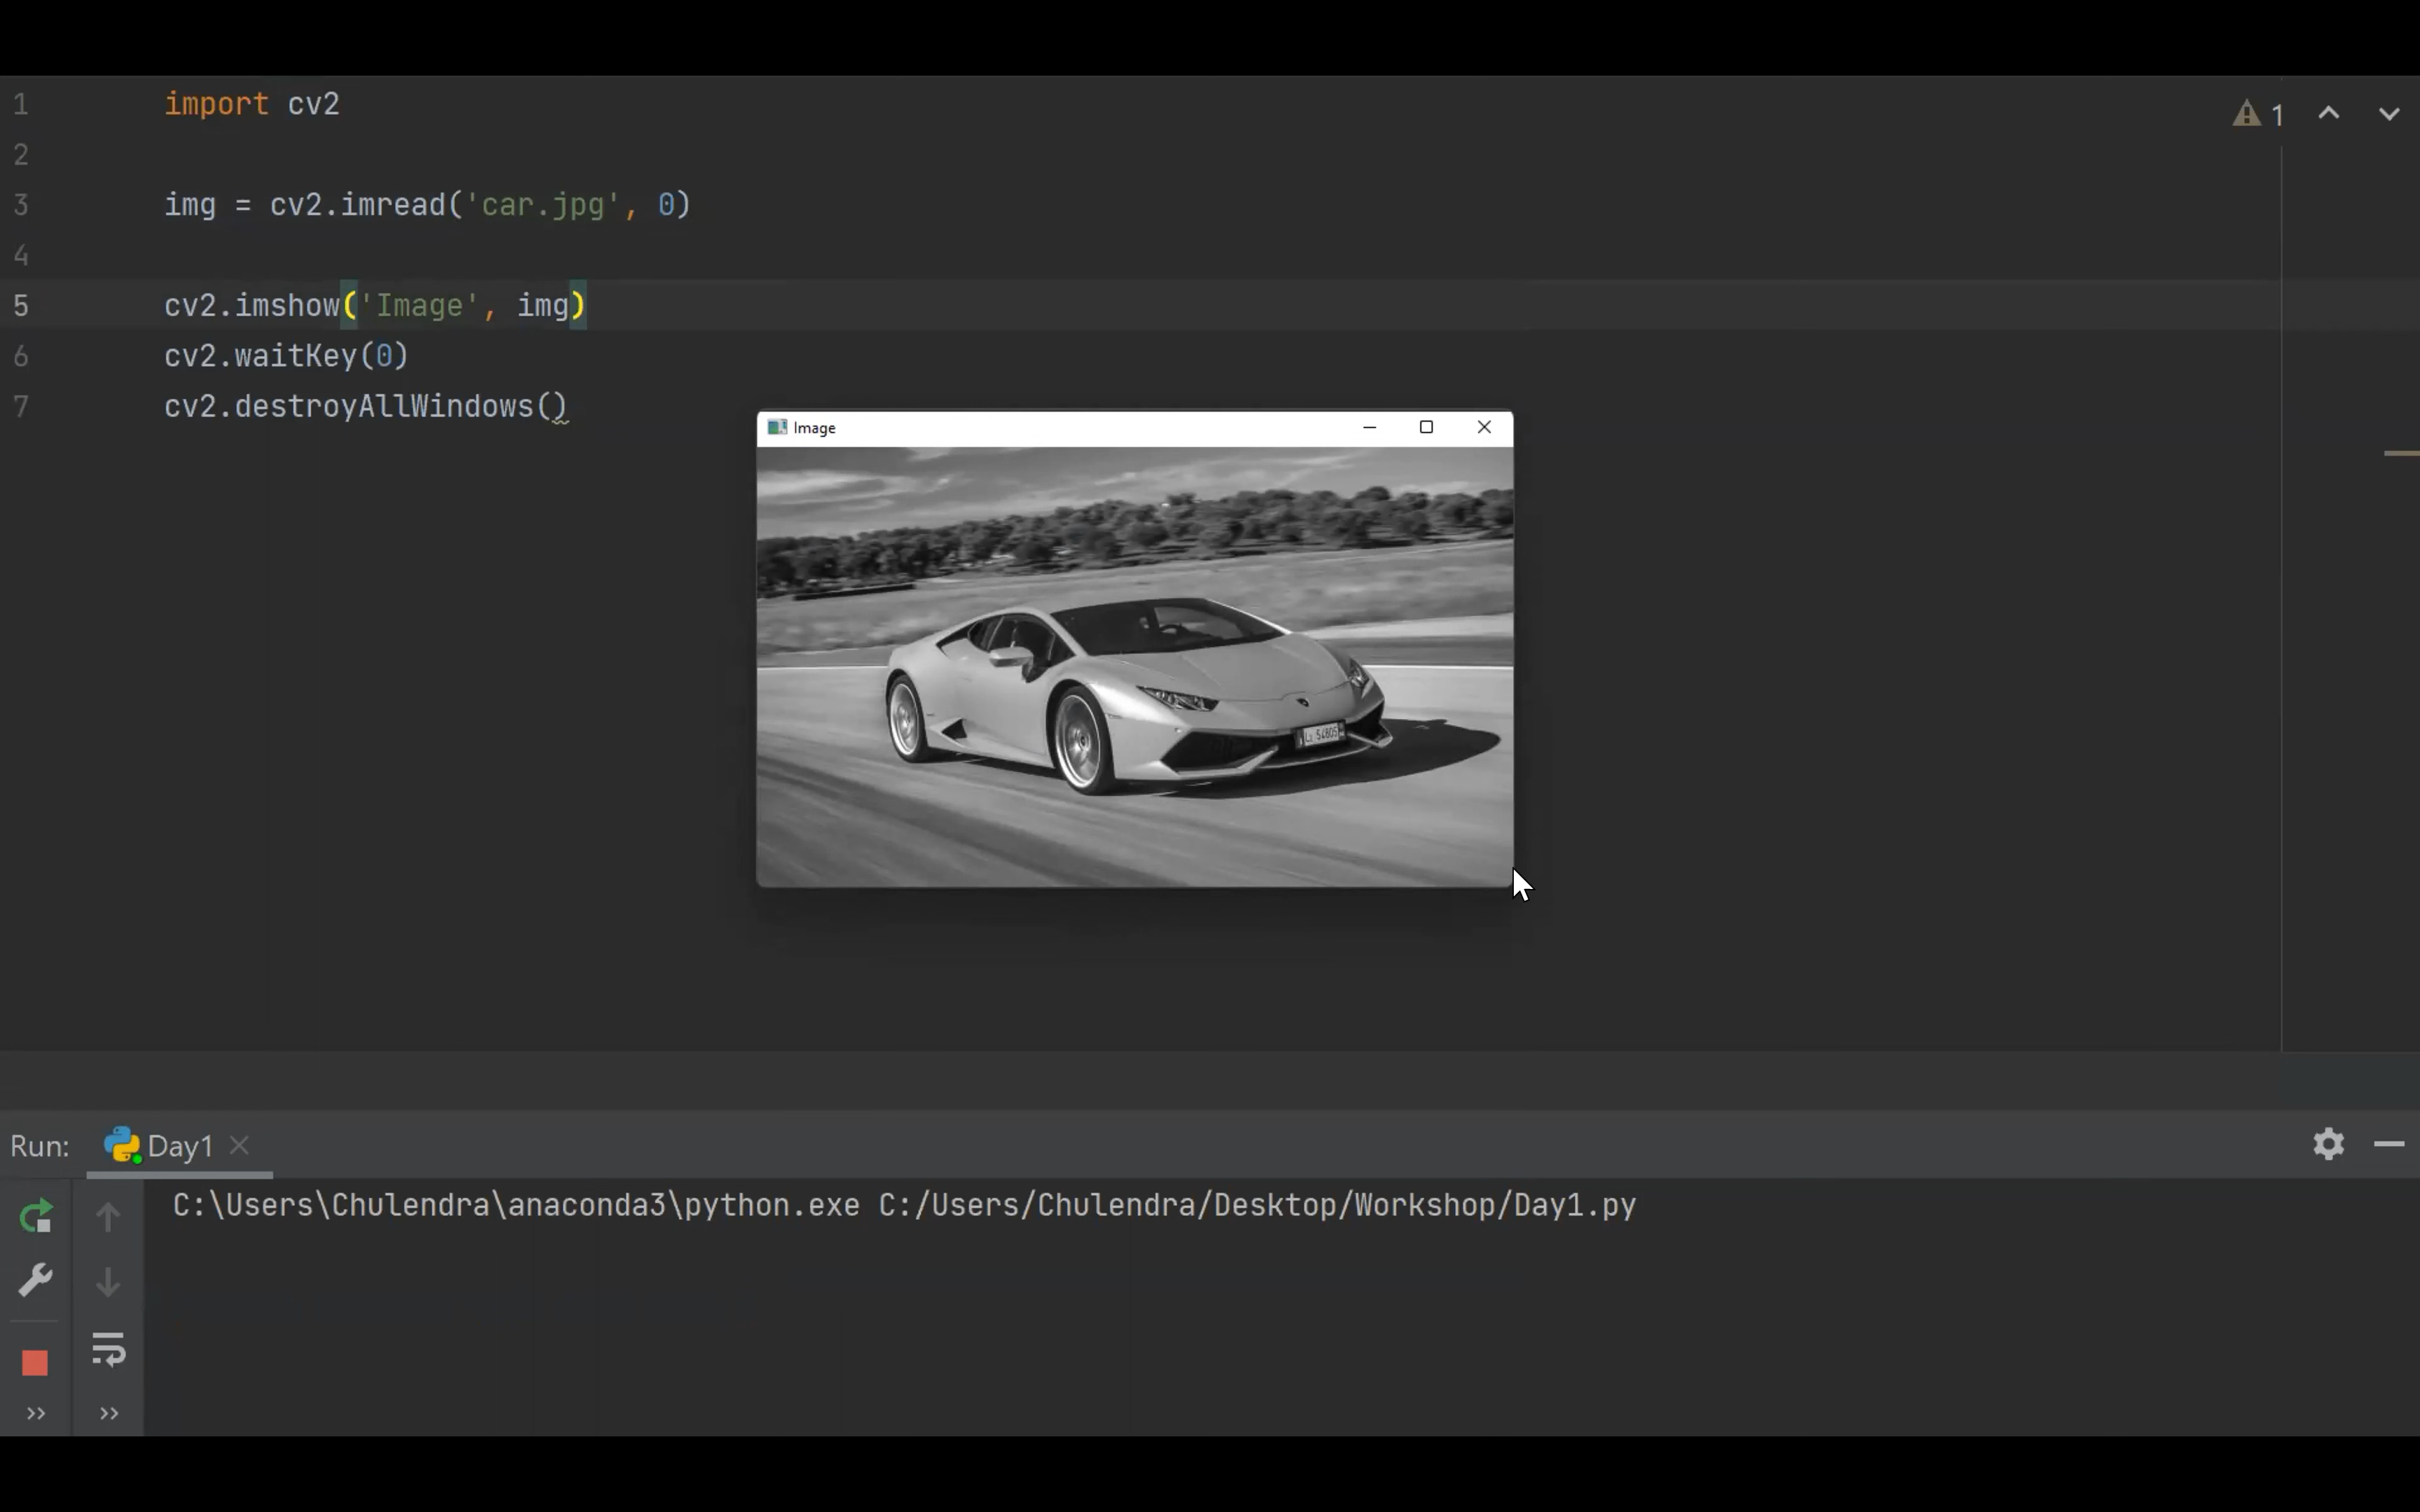 1 import cv2
2
3 img = cv2.imread('car.jpg', 0)
4
5 cv2.imshow('Image', img)
6 cv2.waitKey(0)
7 cv2.destroyAllWindows()
1
Image
Run: Day1
C:\Users\Chulendra\anaconda3\python.exe C:/Users/Chulendra/Desktop/Workshop/Day1.py